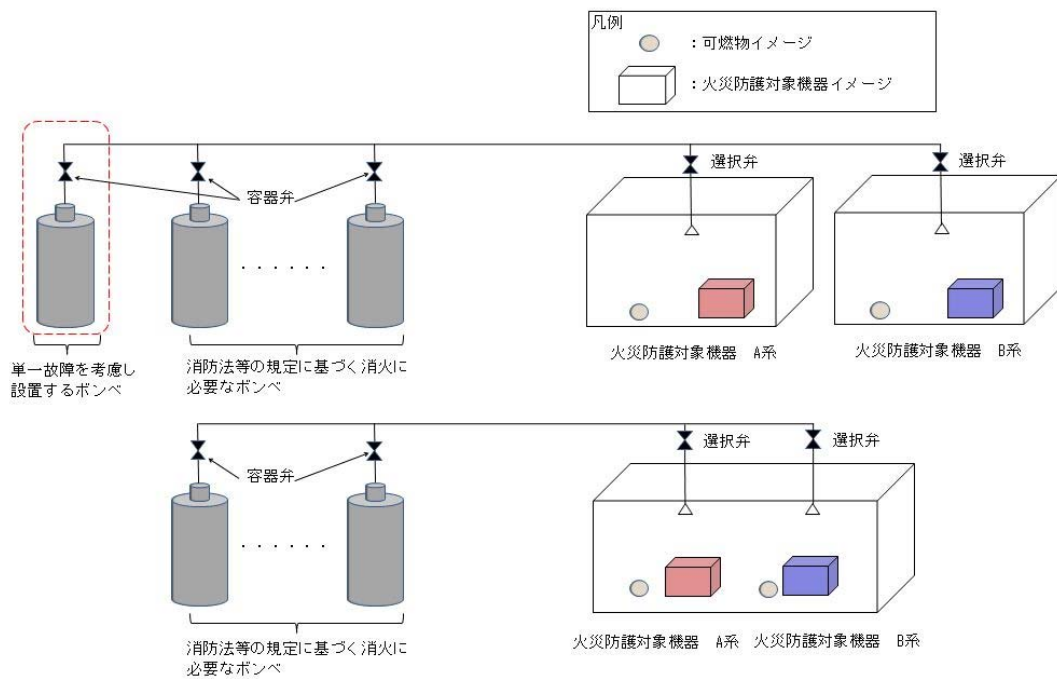 凡例
：可燃物イメージ
：火災防護対象機器イメージ
選択弁
選択弁
容器弁
・・・・・・
火災防護対象機器　A系
火災防護対象機器　B系
単一故障を考慮し
設置するボンベ
消防法等の規定に基づく消火に
必要なボンベ
選択弁
選択弁
容器弁
・・・・・・
火災防護対象機器　A系
火災防護対象機器　B系
消防法等の規定に基づく消火に
必要なボンベ